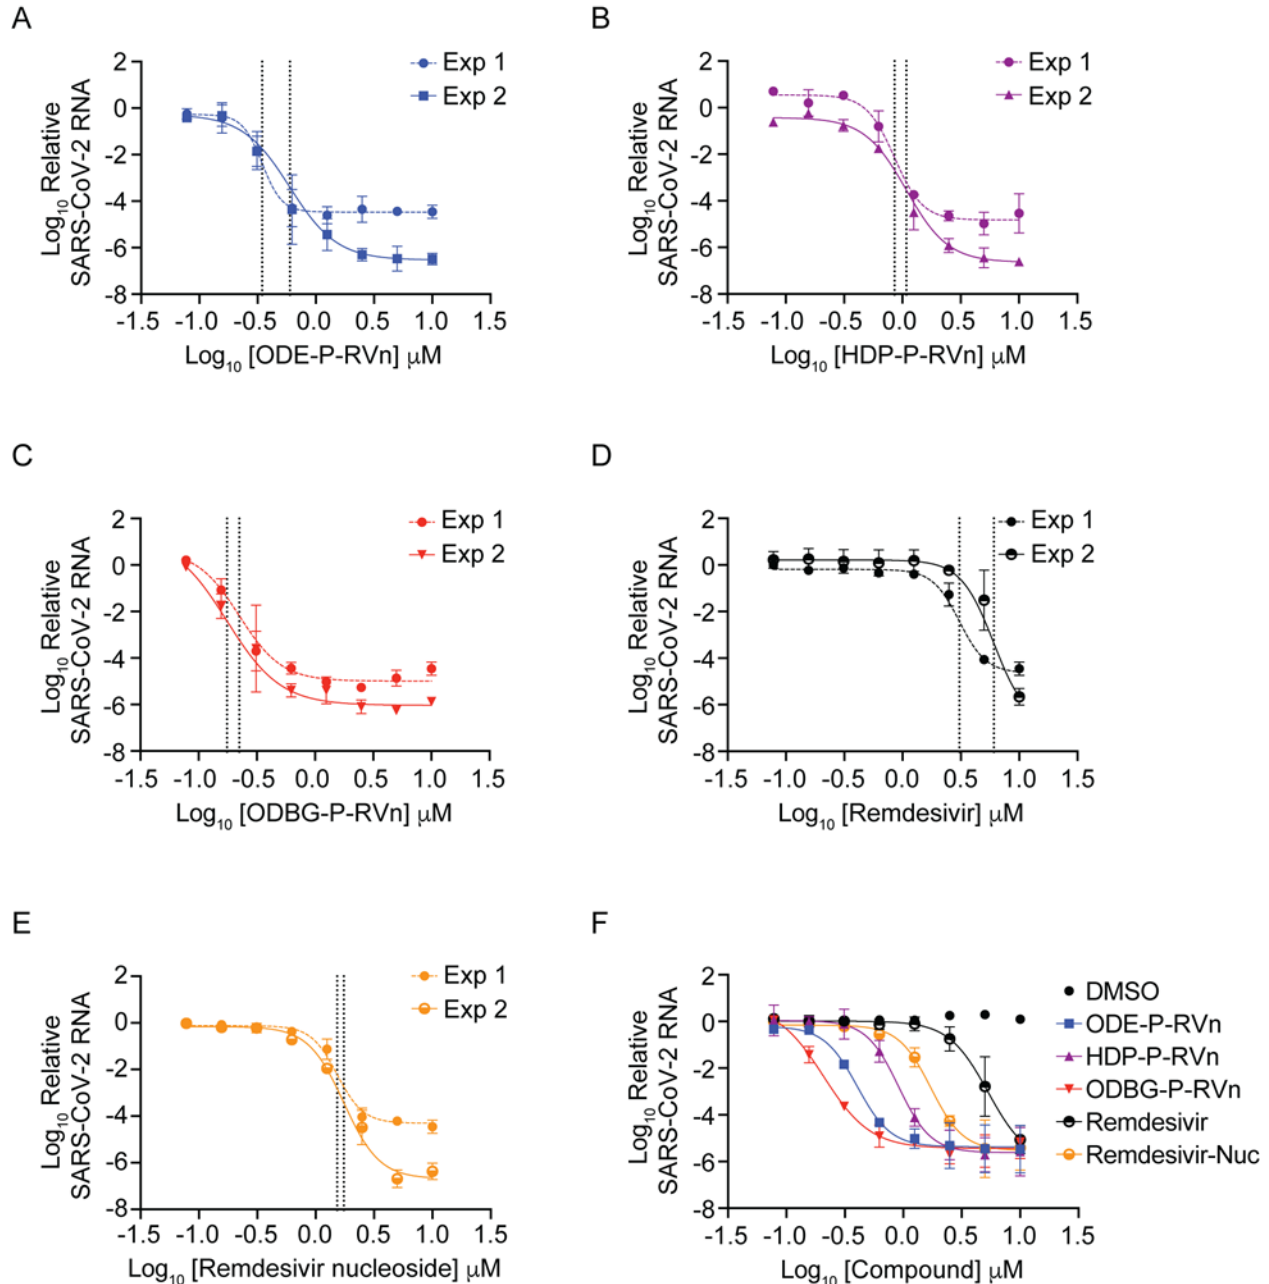 A
Log10 Relative
SARS-CoV-2 RNA
2
0
-2
-4
-6
-8
-1.5 -1.0 -0.5 0.0 0.5 1.0 1.5
Log10 [ODE-P-RVn] μM
Exp 1
Exp 2
B
Log10 Relative
SARS-CoV-2 RNA
2
0
-2
-4
-6
-8
-1.5 -1.0 -0.5 0.0 0.5 1.0 1.5
Log10 [HDP-P-RVn] μM
Exp 1
Exp 2
C
Log10 Relative
SARS-CoV-2 RNA
2
0
-2
-4
-6
-8
-1.5 -1.0 -0.5 0.0 0.5 1.0 1.5
Log10 [ODBG-P-RVn] μM
Exp 1
Exp 2
D
Log10 Relative
SARS-CoV-2 RNA
2
0
-2
-4
-6
-8
-1.5 -1.0 -0.5 0.0 0.5 1.0 1.5
Log10 [Remdesivir] μM
Exp 1
Exp 2
E
Log10 Relative
SARS-CoV-2 RNA
2
0
-2
-4
-6
-8
-1.5 -1.0 -0.5 0.0 0.5 1.0 1.5
Log10 [Remdesivir nucleoside] μM
Exp 1
Exp 2
F
Log10 Relative
SARS-CoV-2 RNA
2
0
-2
-4
-6
-8
-1.5 -1.0 -0.5 0.0 0.5 1.0 1.5
Log10 [Compound] μM
DMSO
ODE-P-RVn
HDP-P-RVn
ODBG-P-RVn
Remdesivir
Remdesivir-Nuc